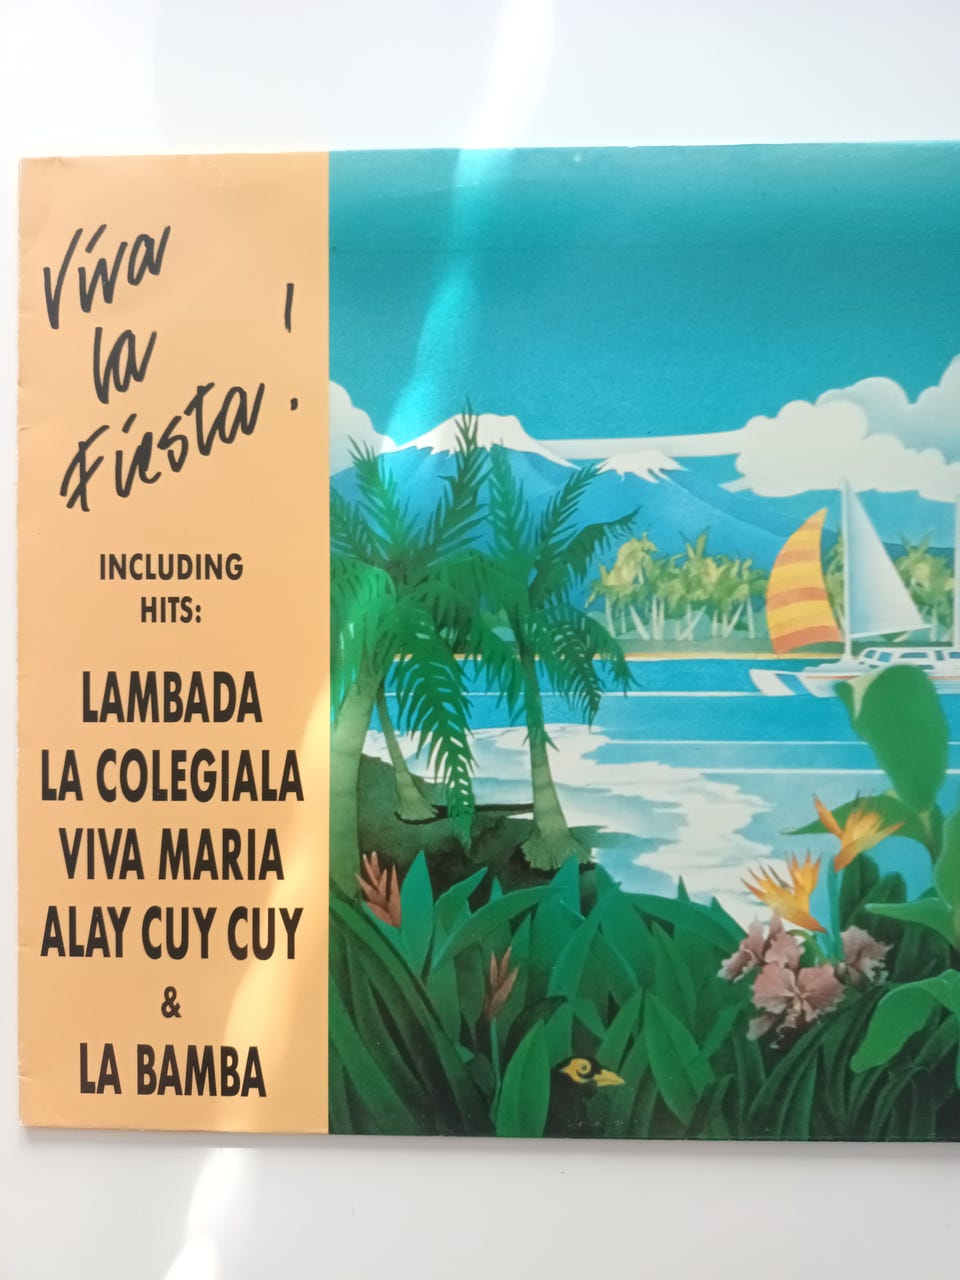 Viva
la
Fiesta!
INCLUDING
HITS:
LAMBADA
LA COLEGIALA
VIVA MARIA
ALAY CUY CUY
&
LA BAMBA